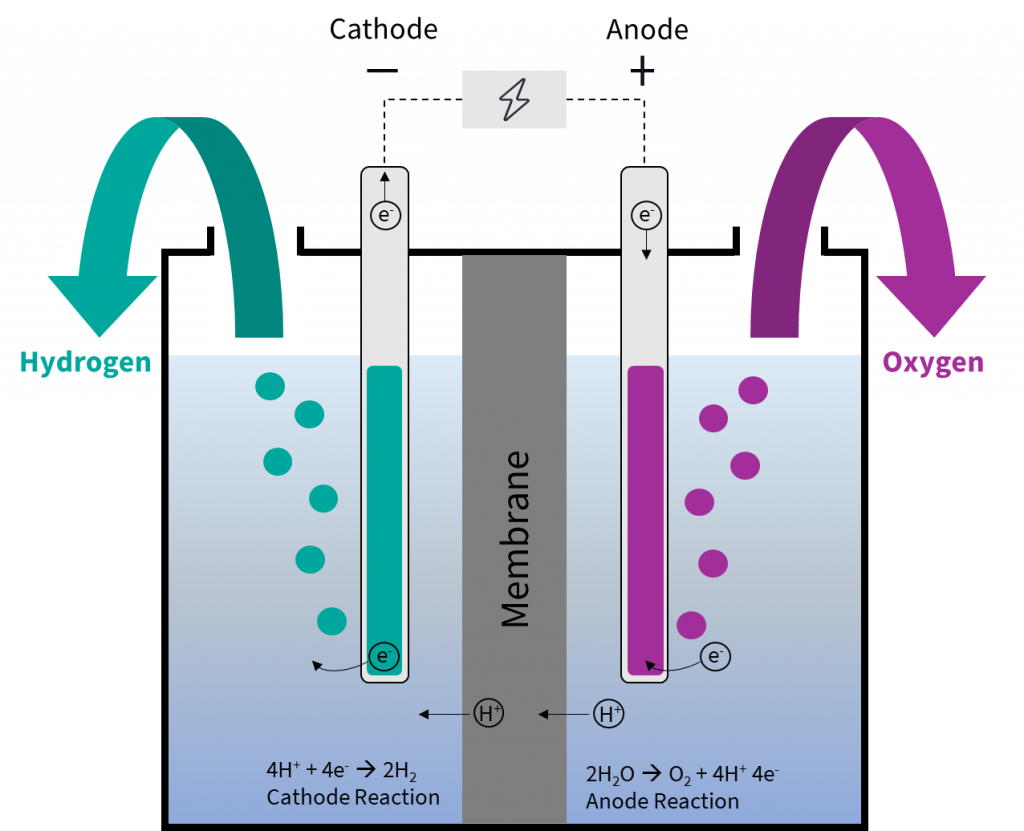 Cathode
Anode
−
+
e⁻
e⁻
Hydrogen
Oxygen
Membrane
e⁻
e⁻
H⁺
H⁺
4H⁺ + 4e⁻ → 2H₂
Cathode Reaction
2H₂O → O₂ + 4H⁺ 4e⁻
Anode Reaction